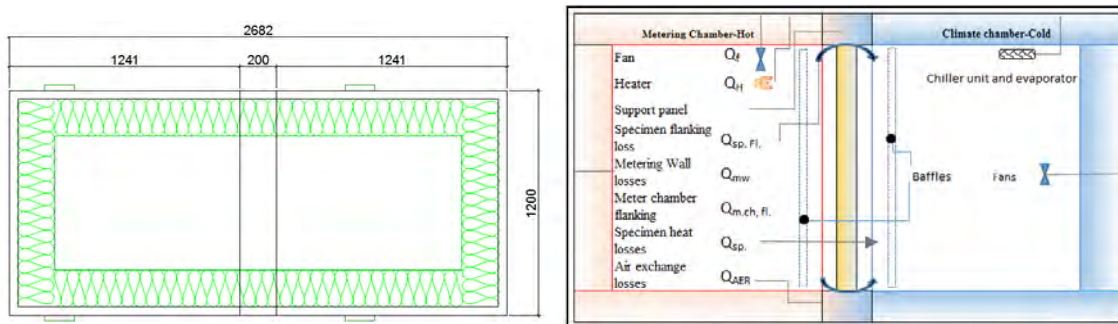 2682
1241 200 1241
1200
Metering Chamber-Hot
Climate chamber-Cold
Fan Qf
Heater QH
Support panel
Specimen flanking
loss Qsp, Fl.
Metering Wall
losses Qmw
Meter chamber
flanking Qm.ch, fl.
Specimen heat
losses Qsp.
Air exchange
losses QAER
Chiller unit and evaporator
Baffles
Fans